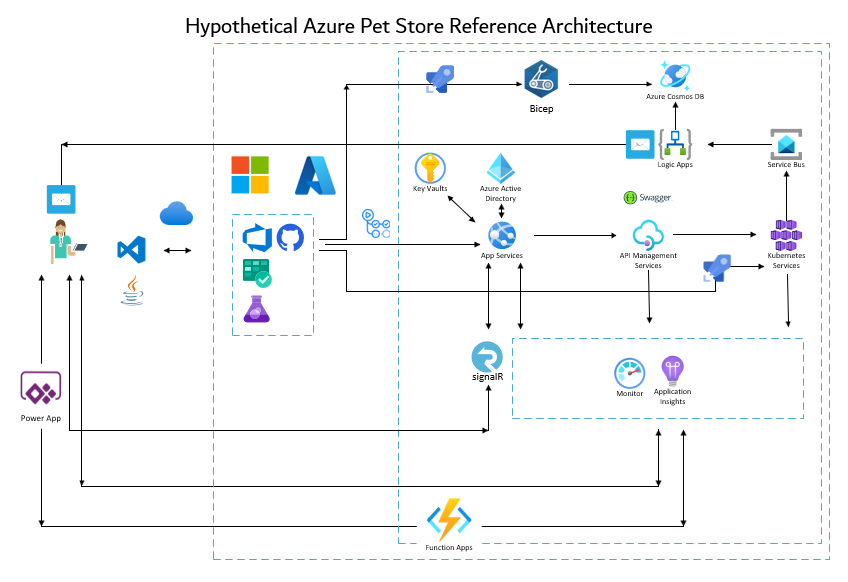 Hypothetical Azure Pet Store Reference Architecture
Bicep
Azure Cosmos DB
Logic Apps
Service Bus
Key Vaults
Azure Active
Directory
Swagger
App Services
API Management
Services
Kubernetes
Services
signalR
Monitor
Application
Insights
Power App
Function Apps